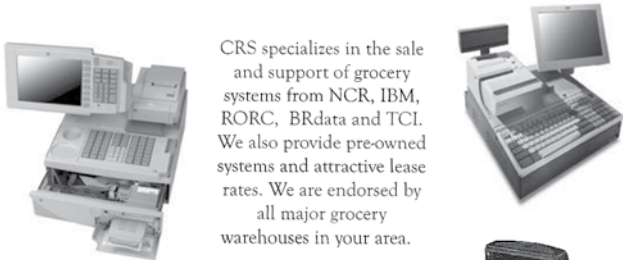 CRS specializes in the sale
and support of grocery
systems from NCR, IBM,
RORC, BRdata and TCI.
We also provide pre-owned
systems and attractive lease
rates. We are endorsed by
all major grocery
warehouses in your area.